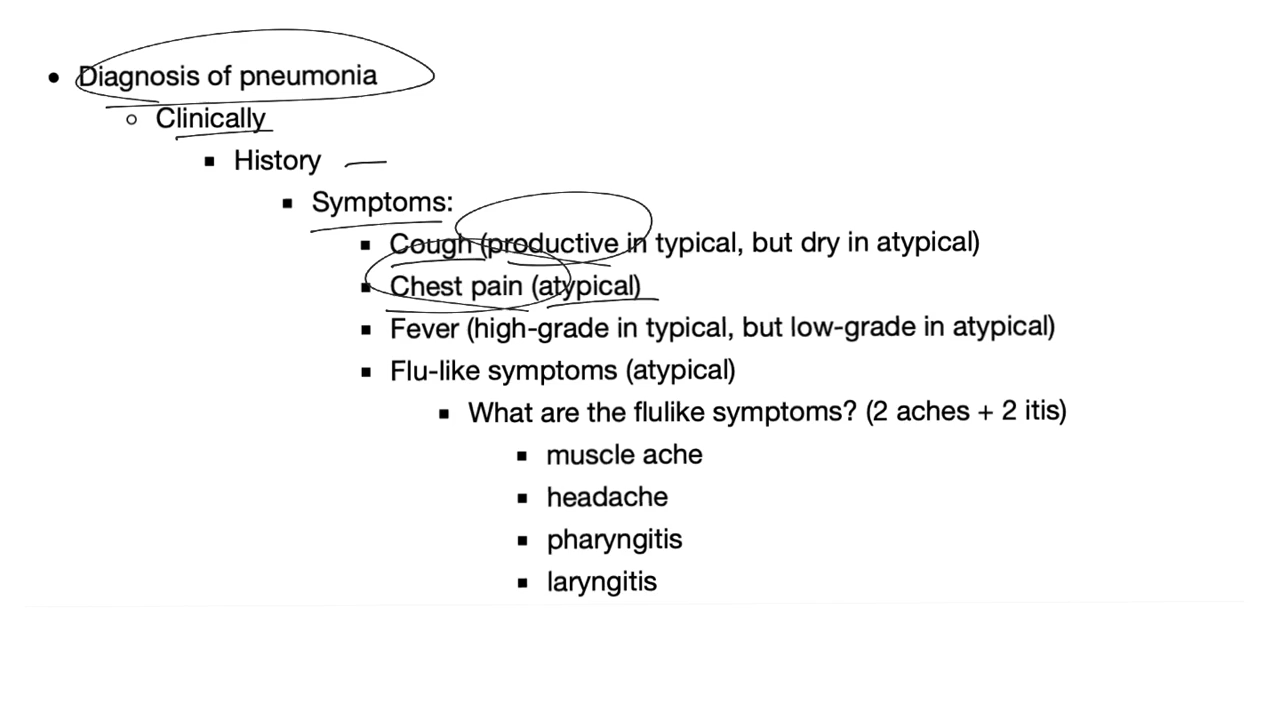 • Diagnosis of pneumonia
○ Clinically
▪ History
▪ Symptoms:
▪ Cough (productive in typical, but dry in atypical)
▪ Chest pain (atypical)
▪ Fever (high-grade in typical, but low-grade in atypical)
▪ Flu-like symptoms (atypical)
▪ What are the flulike symptoms? (2 aches + 2 itis)
▪ muscle ache
▪ headache
▪ pharyngitis
▪ laryngitis